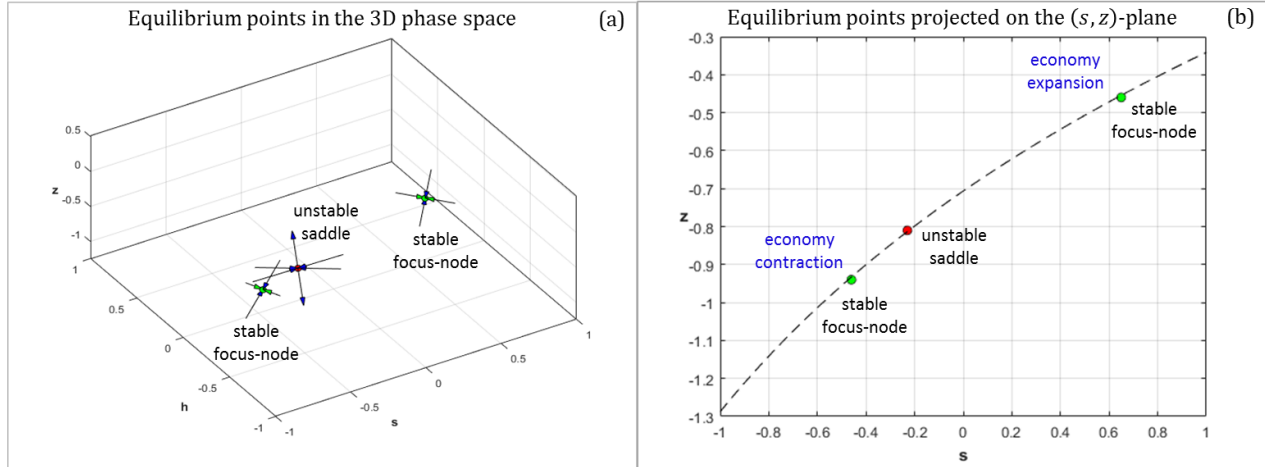 Equilibrium points in the 3D phase space
(a)
0.5
0
z
-0.5
-1
1
0.5
0
h
-0.5
-1
unstable
saddle
stable
focus-node
stable
focus-node
-1
-0.5
s
0
0.5
1
Equilibrium points projected on the (s, z)-plane
(b)
-0.3
-0.4
-0.5
-0.6
-0.7
z
-0.8
-0.9
-1
-1.1
-1.2
-1.3
economy
expansion
stable
focus-node
economy
contraction
unstable
saddle
stable
focus-node
-1
-0.8
-0.6
-0.4
-0.2
0
0.2
0.4
0.6
0.8
1
s